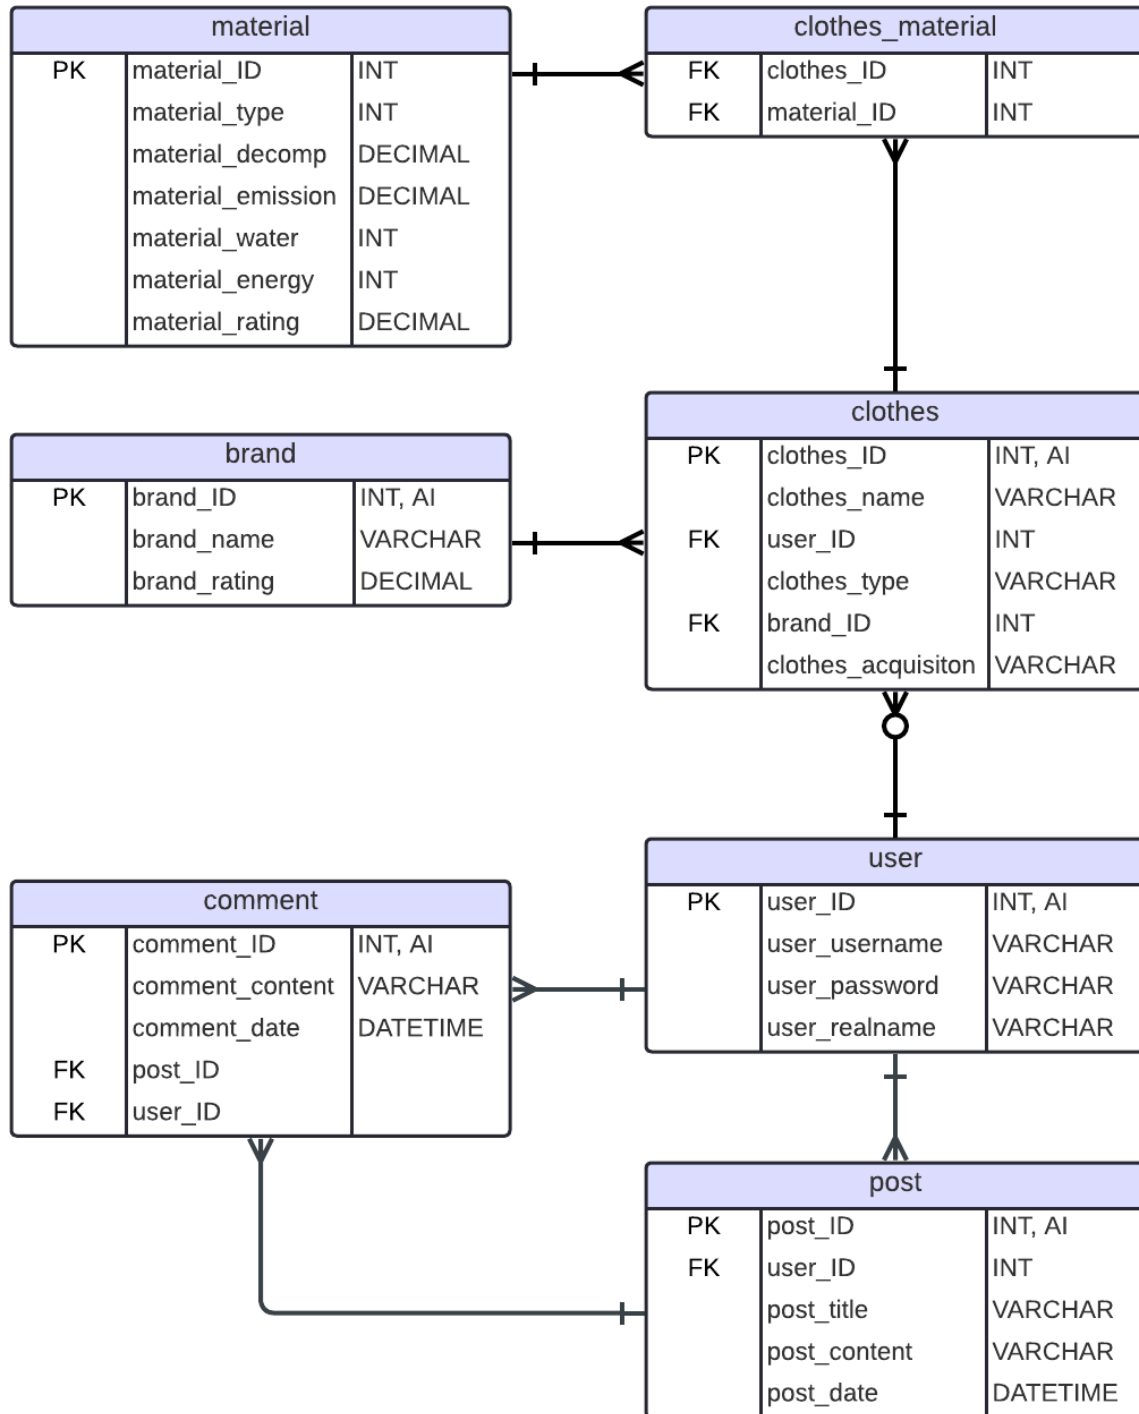 material
PK material_ID INT
material_type INT
material_decomp DECIMAL
material_emission DECIMAL
material_water INT
material_energy INT
material_rating DECIMAL
clothes_material
FK clothes_ID INT
FK material_ID INT
brand
PK brand_ID INT, AI
brand_name VARCHAR
brand_rating DECIMAL
clothes
PK clothes_ID INT, AI
clothes_name VARCHAR
FK user_ID INT
clothes_type VARCHAR
FK brand_ID INT
clothes_acquisiton VARCHAR
comment
PK comment_ID INT, AI
comment_content VARCHAR
comment_date DATETIME
FK post_ID
FK user_ID
user
PK user_ID INT, AI
user_username VARCHAR
user_password VARCHAR
user_realname VARCHAR
post
PK post_ID INT, AI
FK user_ID INT
post_title VARCHAR
post_content VARCHAR
post_date DATETIME